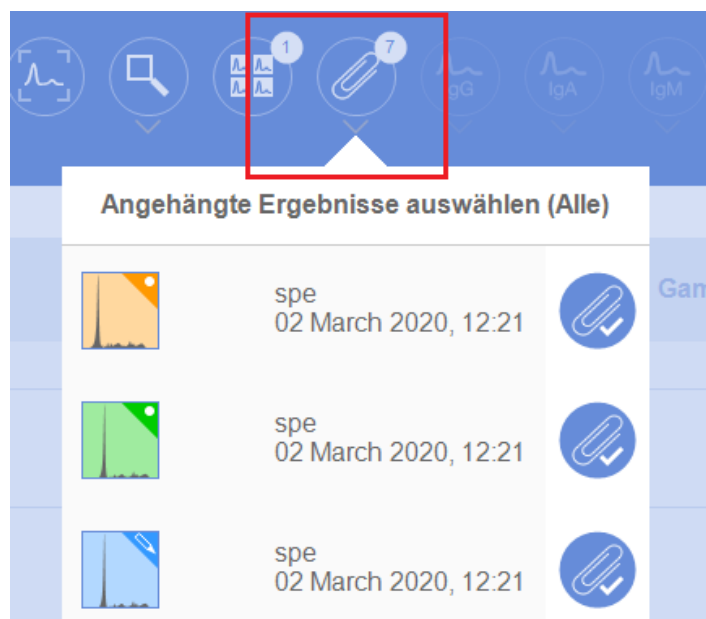 1
7
IgG
IgA
IgM
Angehängte Ergebnisse auswählen (Alle)
Gam
spe
02 March 2020, 12:21
spe
02 March 2020, 12:21
spe
02 March 2020, 12:21